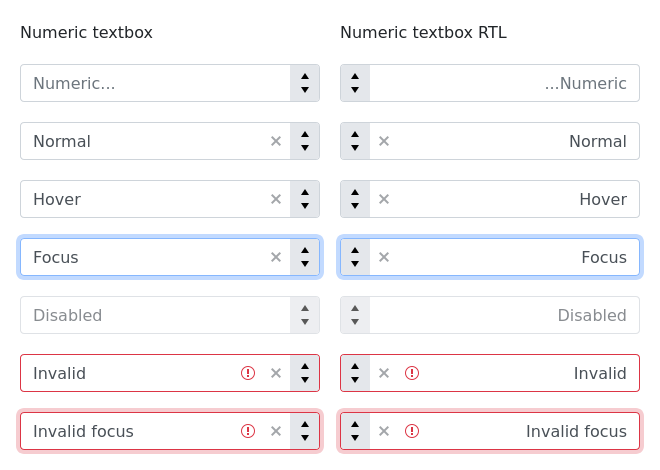 Numeric textbox
Numeric textbox RTL
Numeric...
...Numeric
Normal
Normal
Hover
Hover
Focus
Focus
Disabled
Disabled
Invalid
Invalid
Invalid focus
Invalid focus